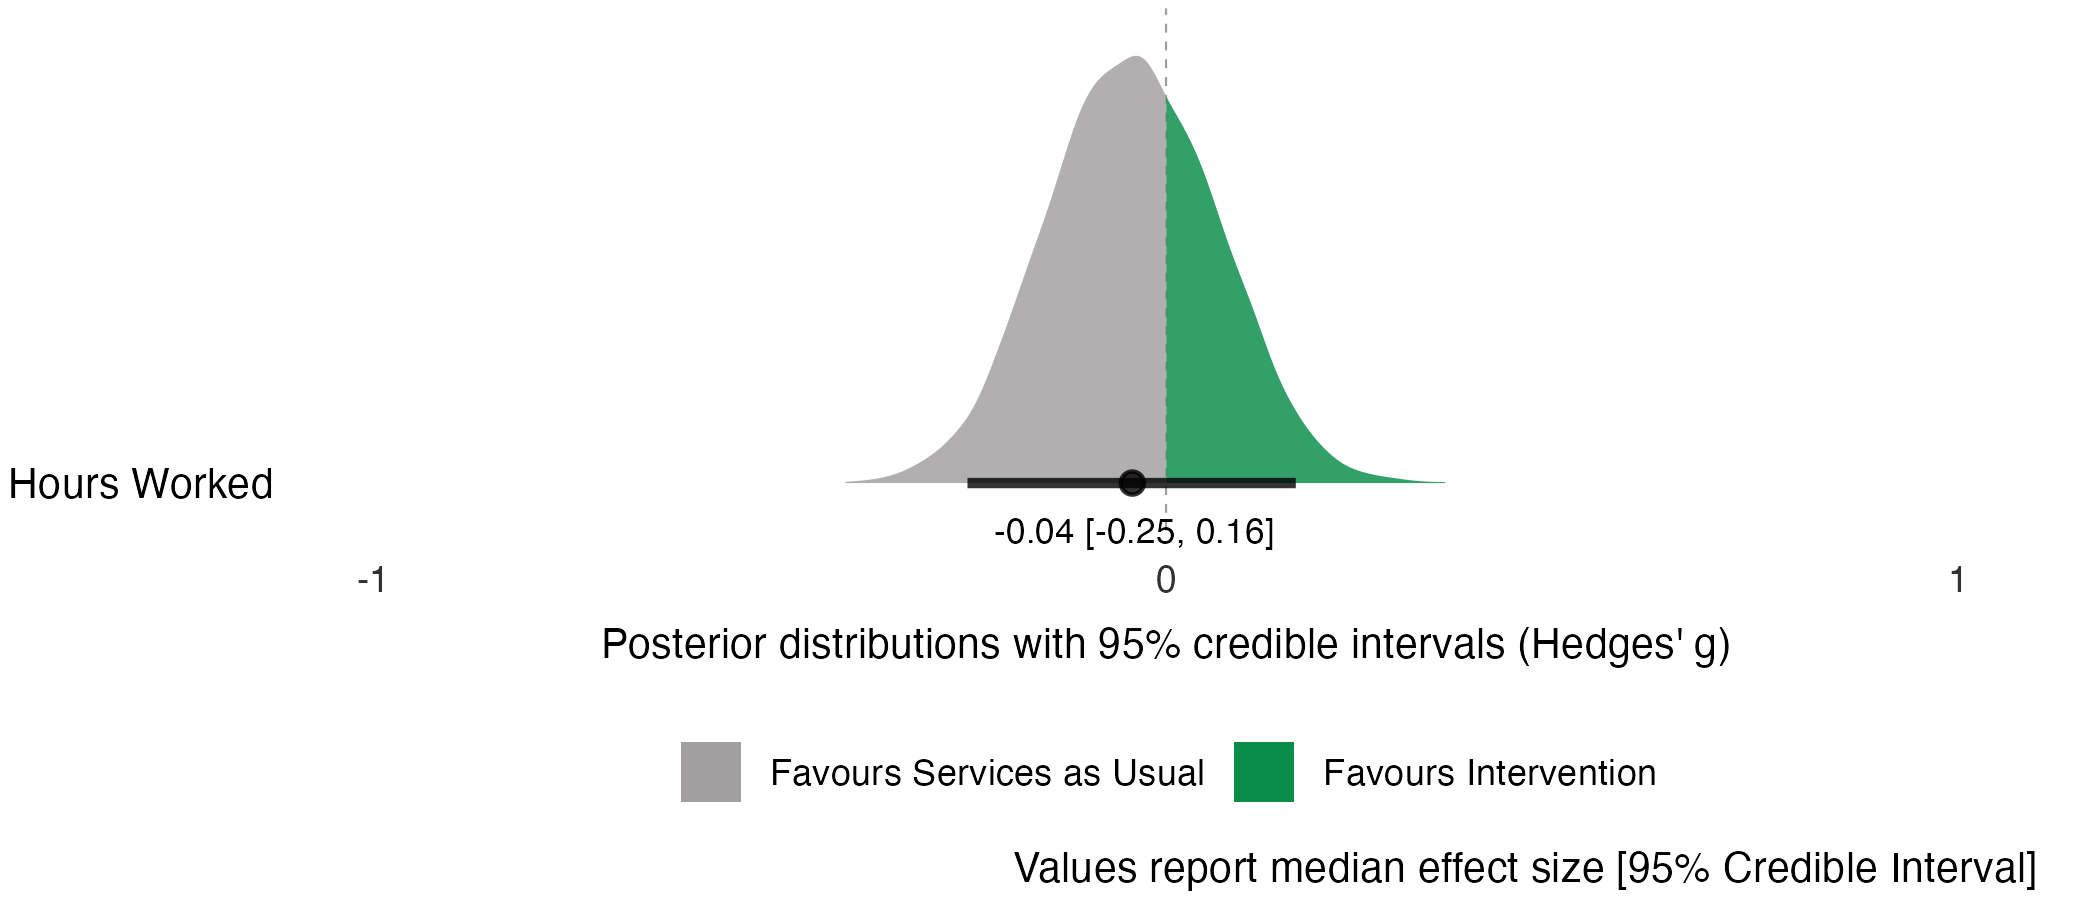 Hours Worked
-0.04 [-0.25, 0.16]
-1 0 1
Posterior distributions with 95% credible intervals (Hedges' g)
Favours Services as Usual Favours Intervention
Values report median effect size [95% Credible Interval]